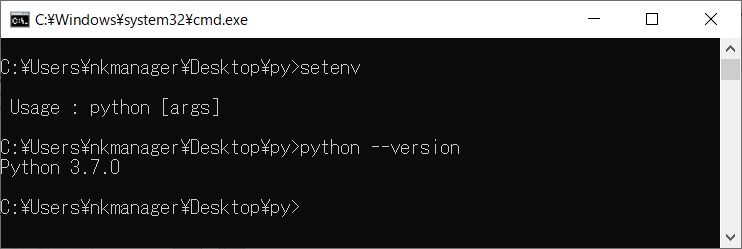 C:¥Windows¥system32¥cmd.exe
C:¥Users¥nkmanager¥Desktop¥py>setenv
Usage : python [args]
C:¥Users¥nkmanager¥Desktop¥py>python --version
Python 3.7.0
C:¥Users¥nkmanager¥Desktop¥py>